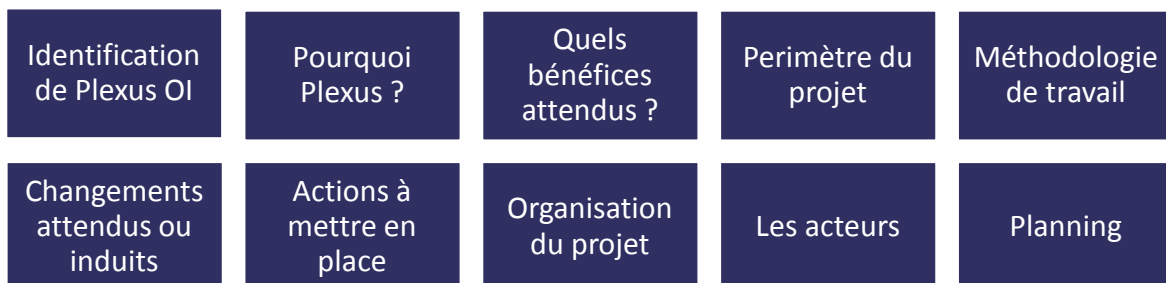 Identification
de Plexus OI
Pourquoi
Plexus ?
Quels
bénéfices
attendus ?
Perimètre du
projet
Méthodologie
de travail
Changements
attendus ou
induits
Actions à
mettre en
place
Organisation
du projet
Les acteurs
Planning